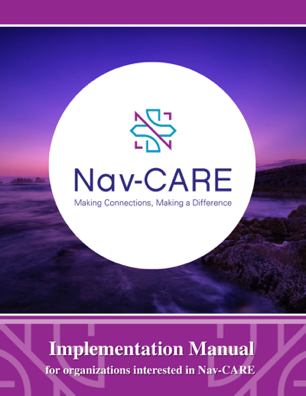 Nav-CARE
Making Connections, Making a Difference
Implementation Manual
for organizations interested in Nav-CARE